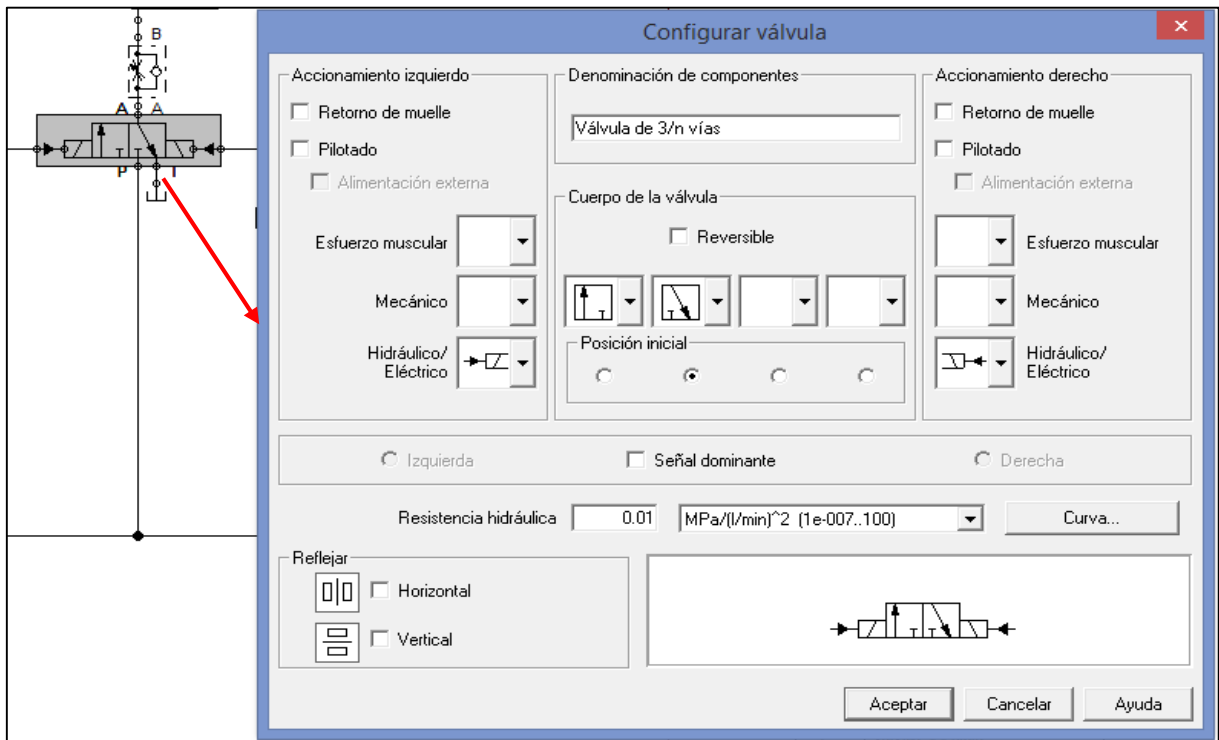 B
A A
P T
Configurar válvula
Accionamiento izquierdo
Retorno de muelle
Pilotado
Alimentación externa
Esfuerzo muscular
Mecánico
Hidráulico/
Eléctrico
Denominación de componentes
Válvula de 3/n vías
Cuerpo de la válvula
Reversible
Posición inicial
Accionamiento derecho
Retorno de muelle
Pilotado
Alimentación externa
Esfuerzo muscular
Mecánico
Hidráulico/
Eléctrico
Izquierda
Señal dominante
Derecha
Resistencia hidráulica 0.01 MPa/(l/min)^2 (1e-007..100) Curva...
Reflejar
Horizontal
Vertical
Aceptar Cancelar Ayuda